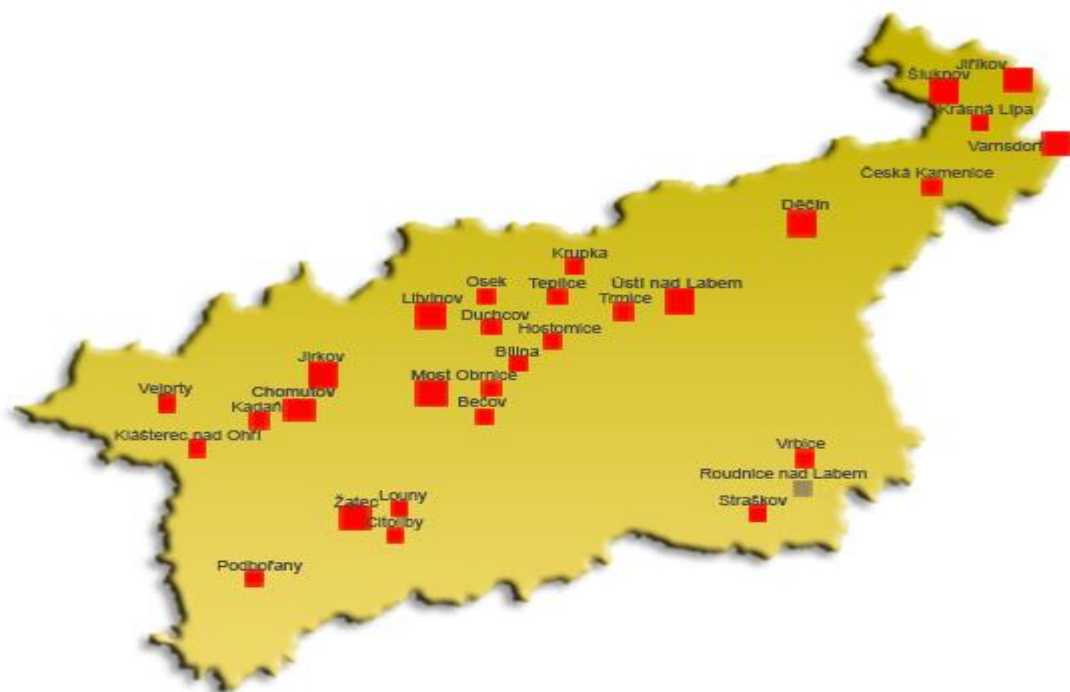 Jiříkov
Šluknov
Krásná Lípa
Varnsdorf
Česká Kamenice
Děčín
Krupka
Osek
Teplice
Ústí nad Labem
Litvínov
Trmice
Duchcov
Hostomice
Bílina
Jirkov
Most
Obrnice
Vejprty
Chomutov
Bečov
Kadaň
Klášterec nad Ohří
Vrbice
Roudnice nad Labem
Louny
Straškov
Žatec
Cítoliby
Podbořany